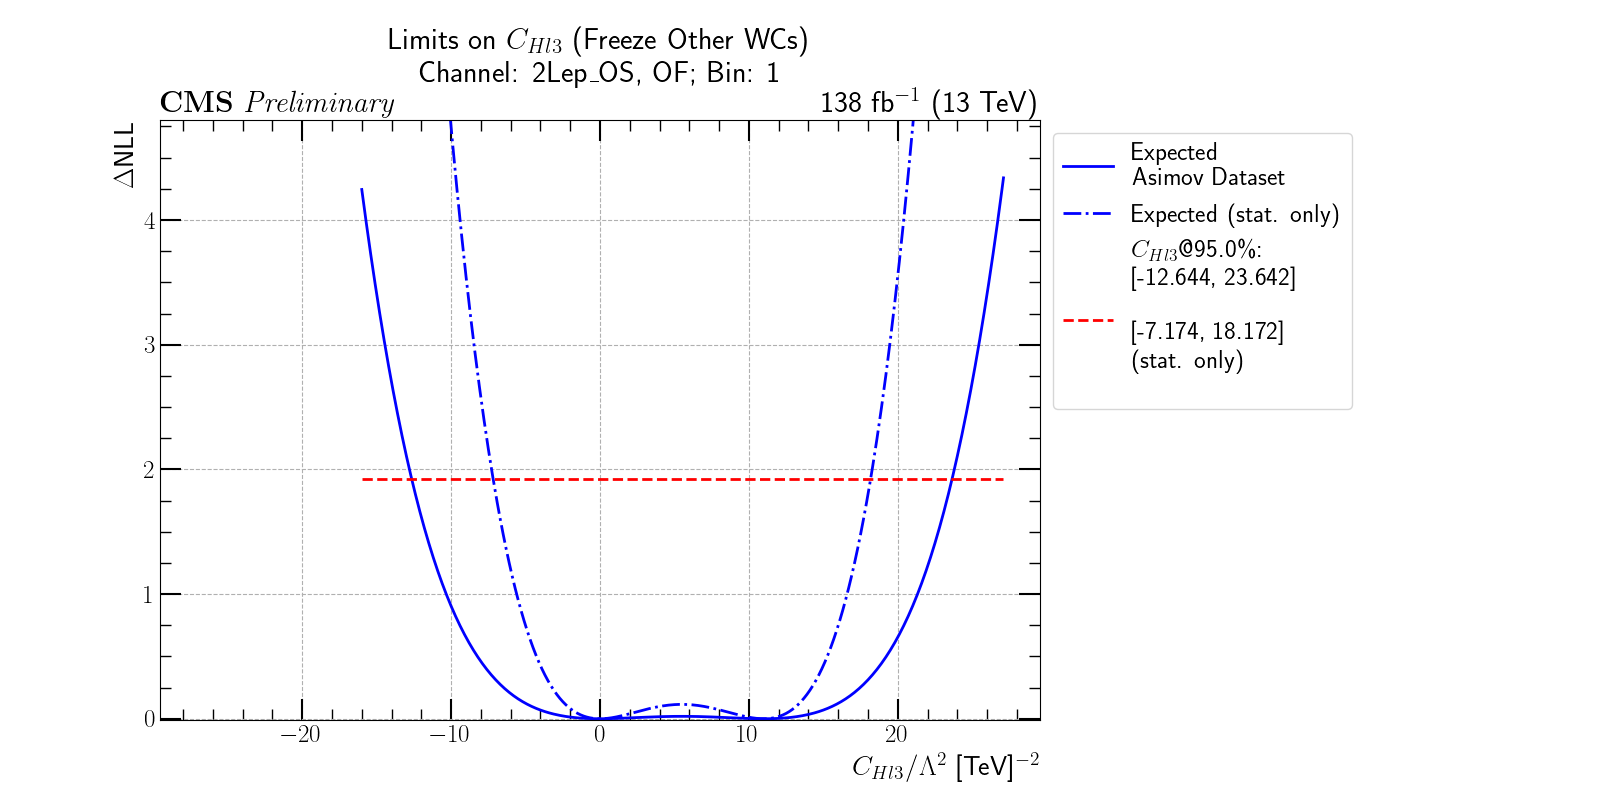 Limits on C_{Hl3} (Freeze Other WCs)
Channel: 2Lep_OS, OF; Bin: 1
CMS Preliminary
138 fb^{-1} (13 TeV)
ΔNLL
4
3
2
1
0
−20
−10
0
10
20
C_{Hl3}/Λ^2 [TeV]^{-2}
Expected
Asimov Dataset
Expected (stat. only)
C_{Hl3}@95.0%:
[-12.644, 23.642]
[-7.174, 18.172]
(stat. only)